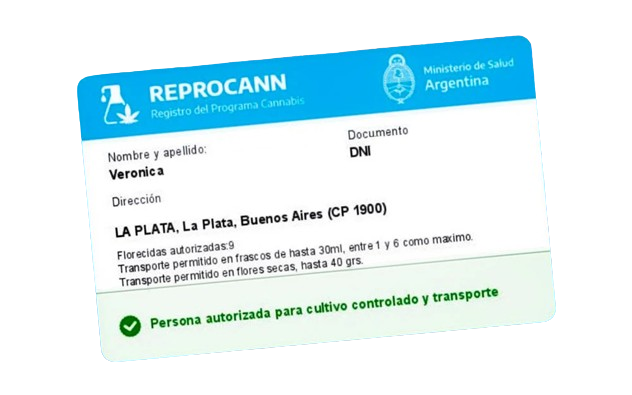 REPROCANN
Registro del Programa Cannabis
Ministerio de Salud
Argentina
Nombre y apellido:
Veronica
Documento
DNI
Dirección
LA PLATA, La Plata, Buenos Aires (CP 1900)
Florecidas autorizadas:9
Transporte permitido en frascos de hasta 30ml, entre 1 y 6 como maximo.
Transporte permitido en flores secas, hasta 40 grs.
Persona autorizada para cultivo controlado y transporte